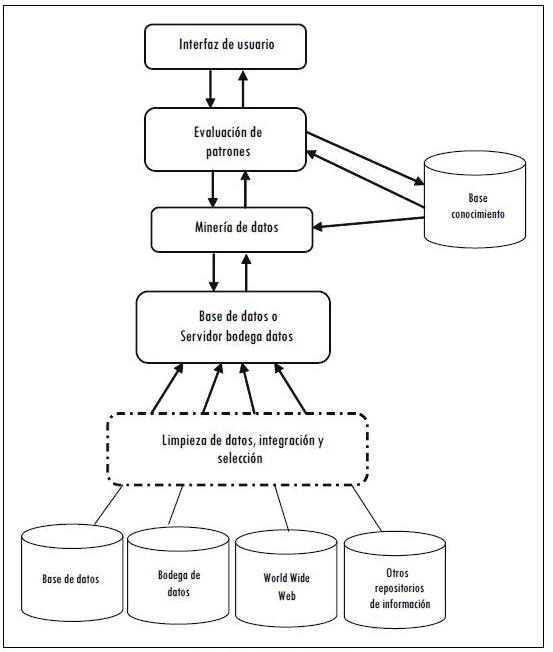 Interfaz de usuario
Evaluación de
patrones
Base
conocimiento
Minería de datos
Base de datos o
Servidor bodega datos
Limpieza de datos, integración y
selección
Base de datos
Bodega de
datos
World Wide
Web
Otros
repositorios
de información